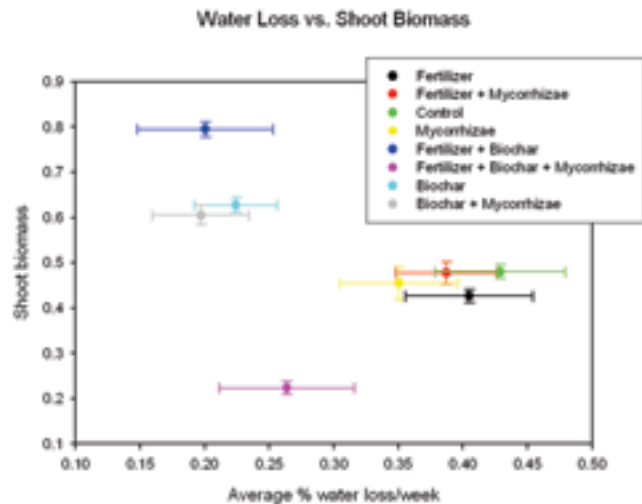 Water Loss vs. Shoot Biomass
Fertilizer
Fertilizer + Mycorrhizae
Control
Mycorrhizae
Fertilizer + Biochar
Fertilizer + Biochar + Mycorrhizae
Biochar
Biochar + Mycorrhizae
Shoot biomass
0.9
0.8
0.7
0.6
0.5
0.4
0.3
0.2
0.1
0.10 0.15 0.20 0.25 0.30 0.35 0.40 0.45 0.50
Average % water loss/week